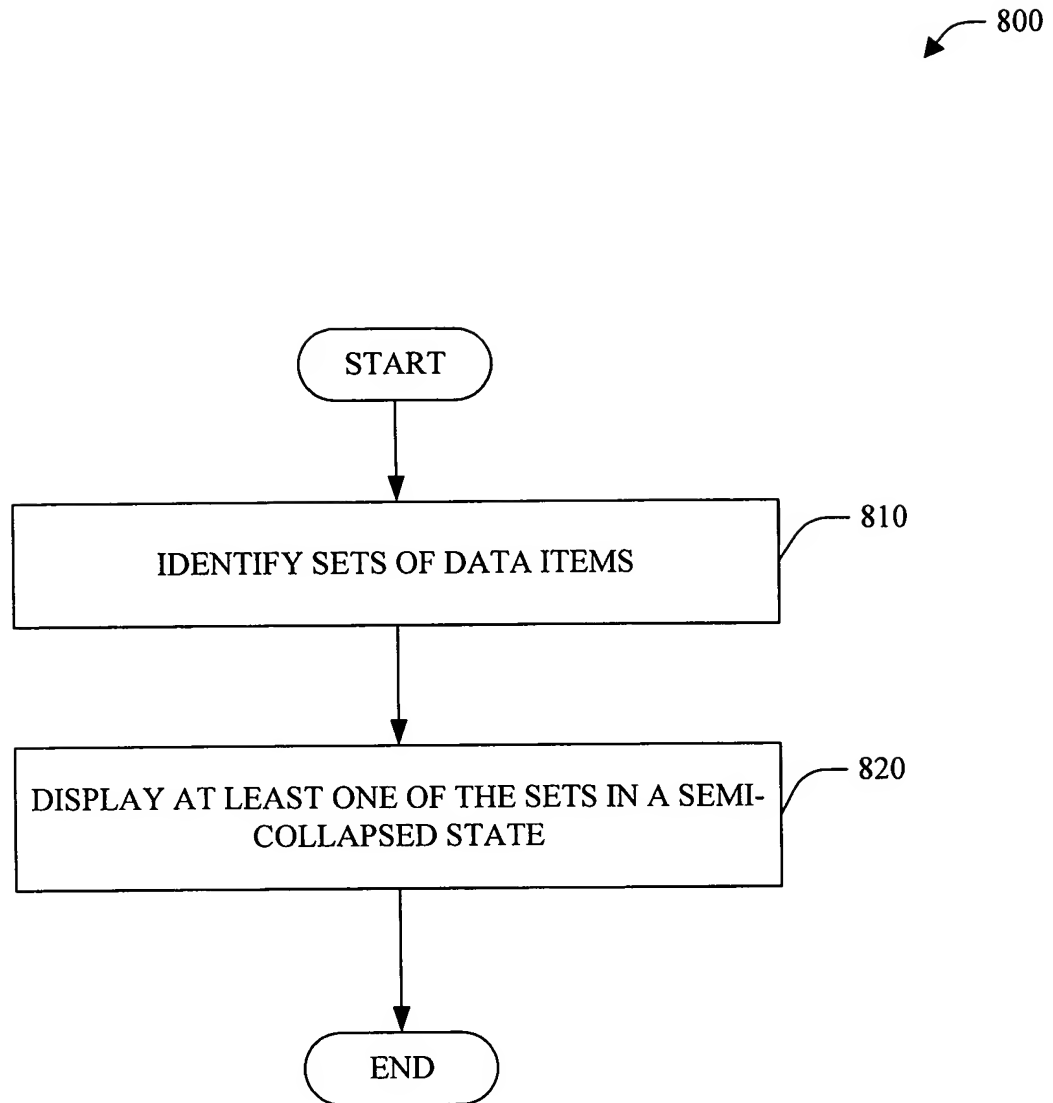 800
START
810
IDENTIFY SETS OF DATA ITEMS
820
DISPLAY AT LEAST ONE OF THE SETS IN A SEMI-
COLLAPSED STATE
END